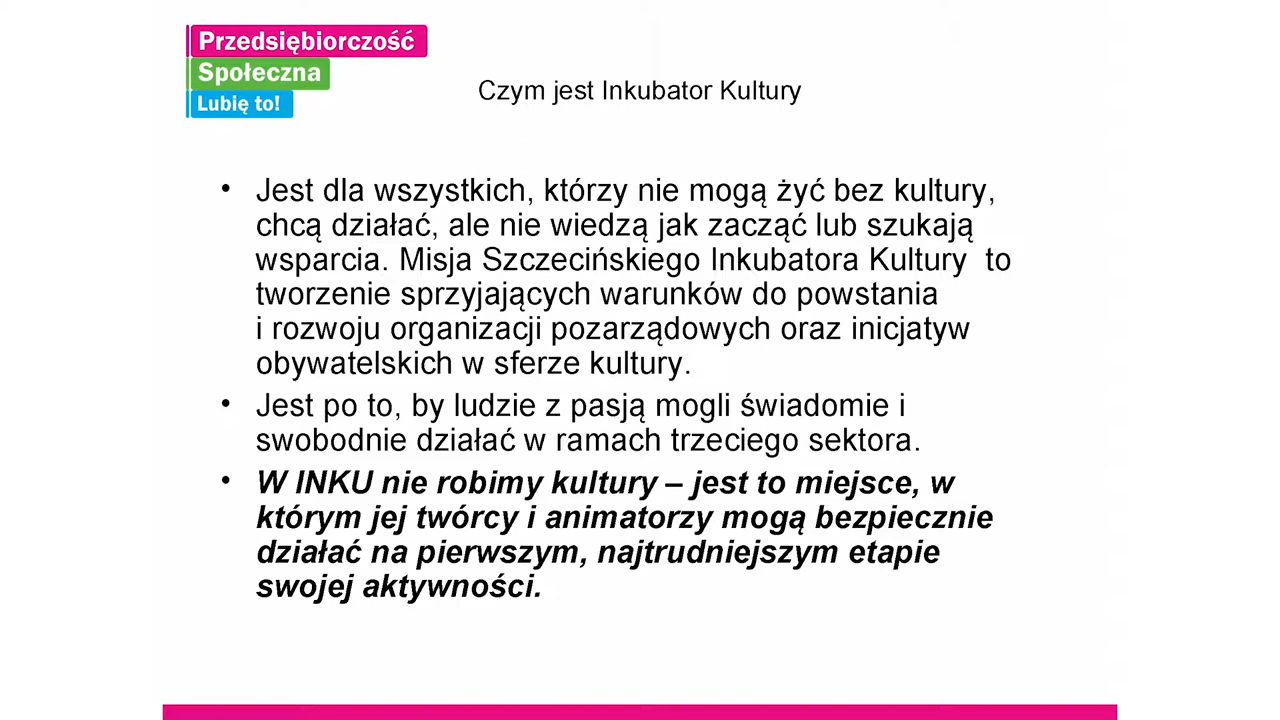 Przedsiębiorczość
Społeczna
Lubię to!
Czym jest Inkubator Kultury
• Jest dla wszystkich, którzy nie mogą żyć bez kultury,
chcą działać, ale nie wiedzą jak zacząć lub szukają
wsparcia. Misja Szczecińskiego Inkubatora Kultury  to
tworzenie sprzyjających warunków do powstania
i rozwoju organizacji pozarządowych oraz inicjatyw
obywatelskich w sferze kultury.
• Jest po to, by ludzie z pasją mogli świadomie i
swobodnie działać w ramach trzeciego sektora.
• W INKU nie robimy kultury – jest to miejsce, w
którym jej twórcy i animatorzy mogą bezpiecznie
działać na pierwszym, najtrudniejszym etapie
swojej aktywności.